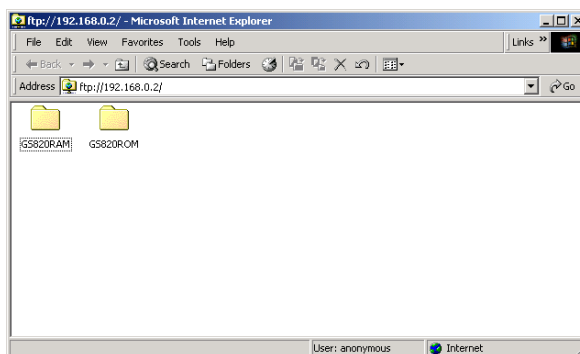 ftp://192.168.0.2/ - Microsoft Internet Explorer
File Edit View Favorites Tools Help Links »
Back Search Folders
Address ftp://192.168.0.2/ Go
GS820RAM GS820ROM
User: anonymous Internet